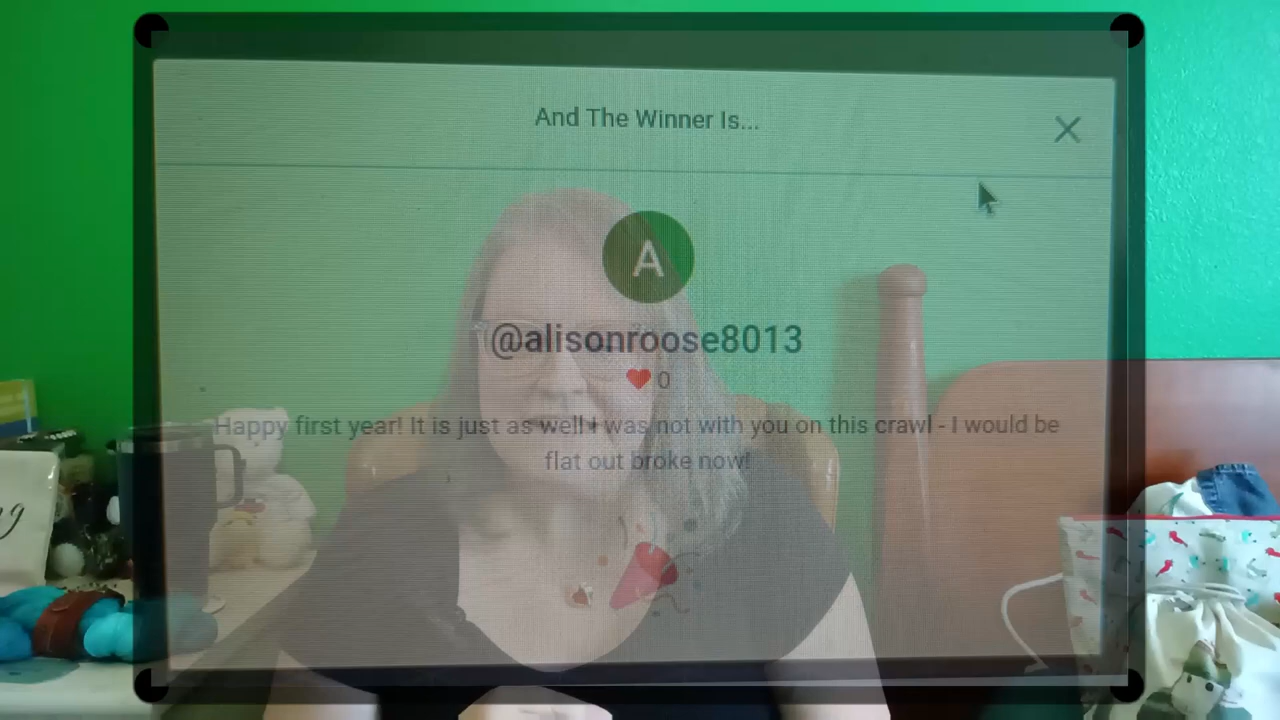 And The Winner Is...
A
@alisonroose8013
0
Happy first year! It is just as well I was not with you on this crawl - I would be
flat out broke now!